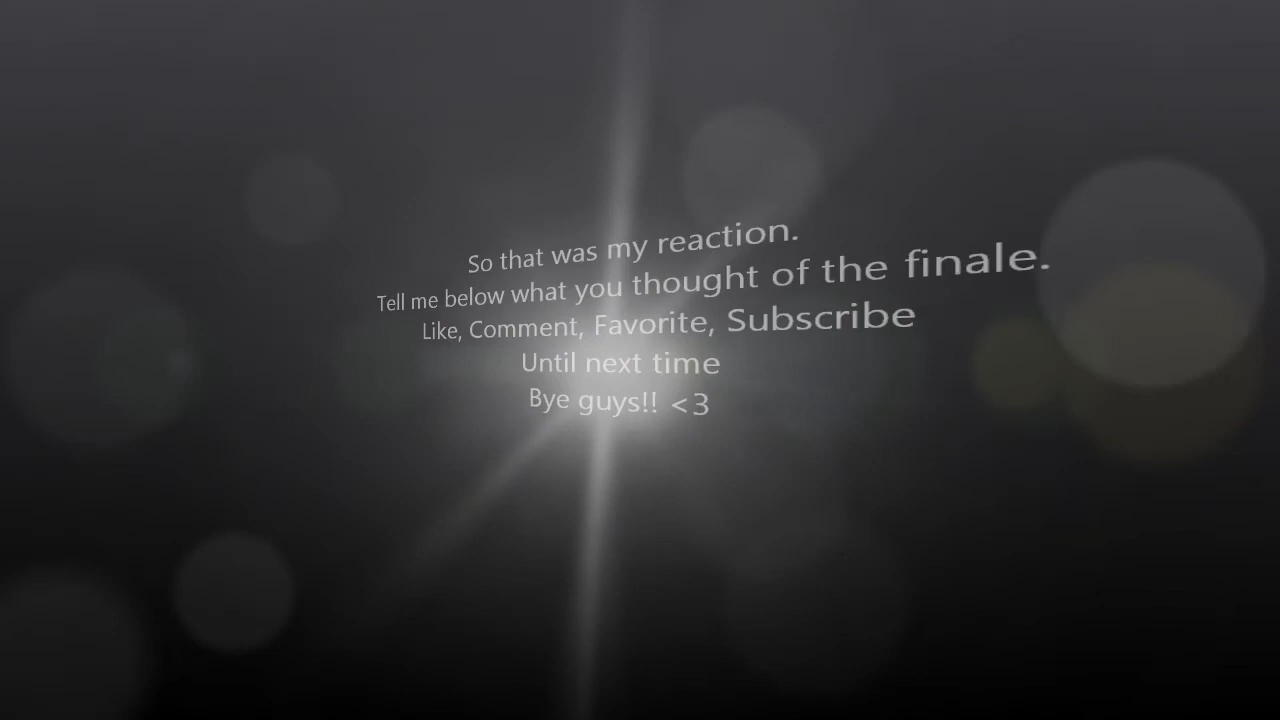 So that was my reaction.
Tell me below what you thought of the finale.
Like, Comment, Favorite, Subscribe
Until next time
Bye guys!! <3